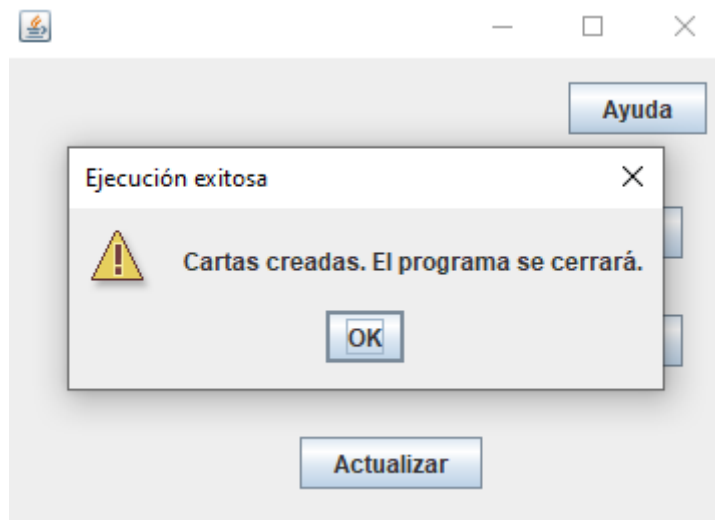 Ayuda
Ejecución exitosa
Cartas creadas. El programa se cerrará.
OK
Actualizar